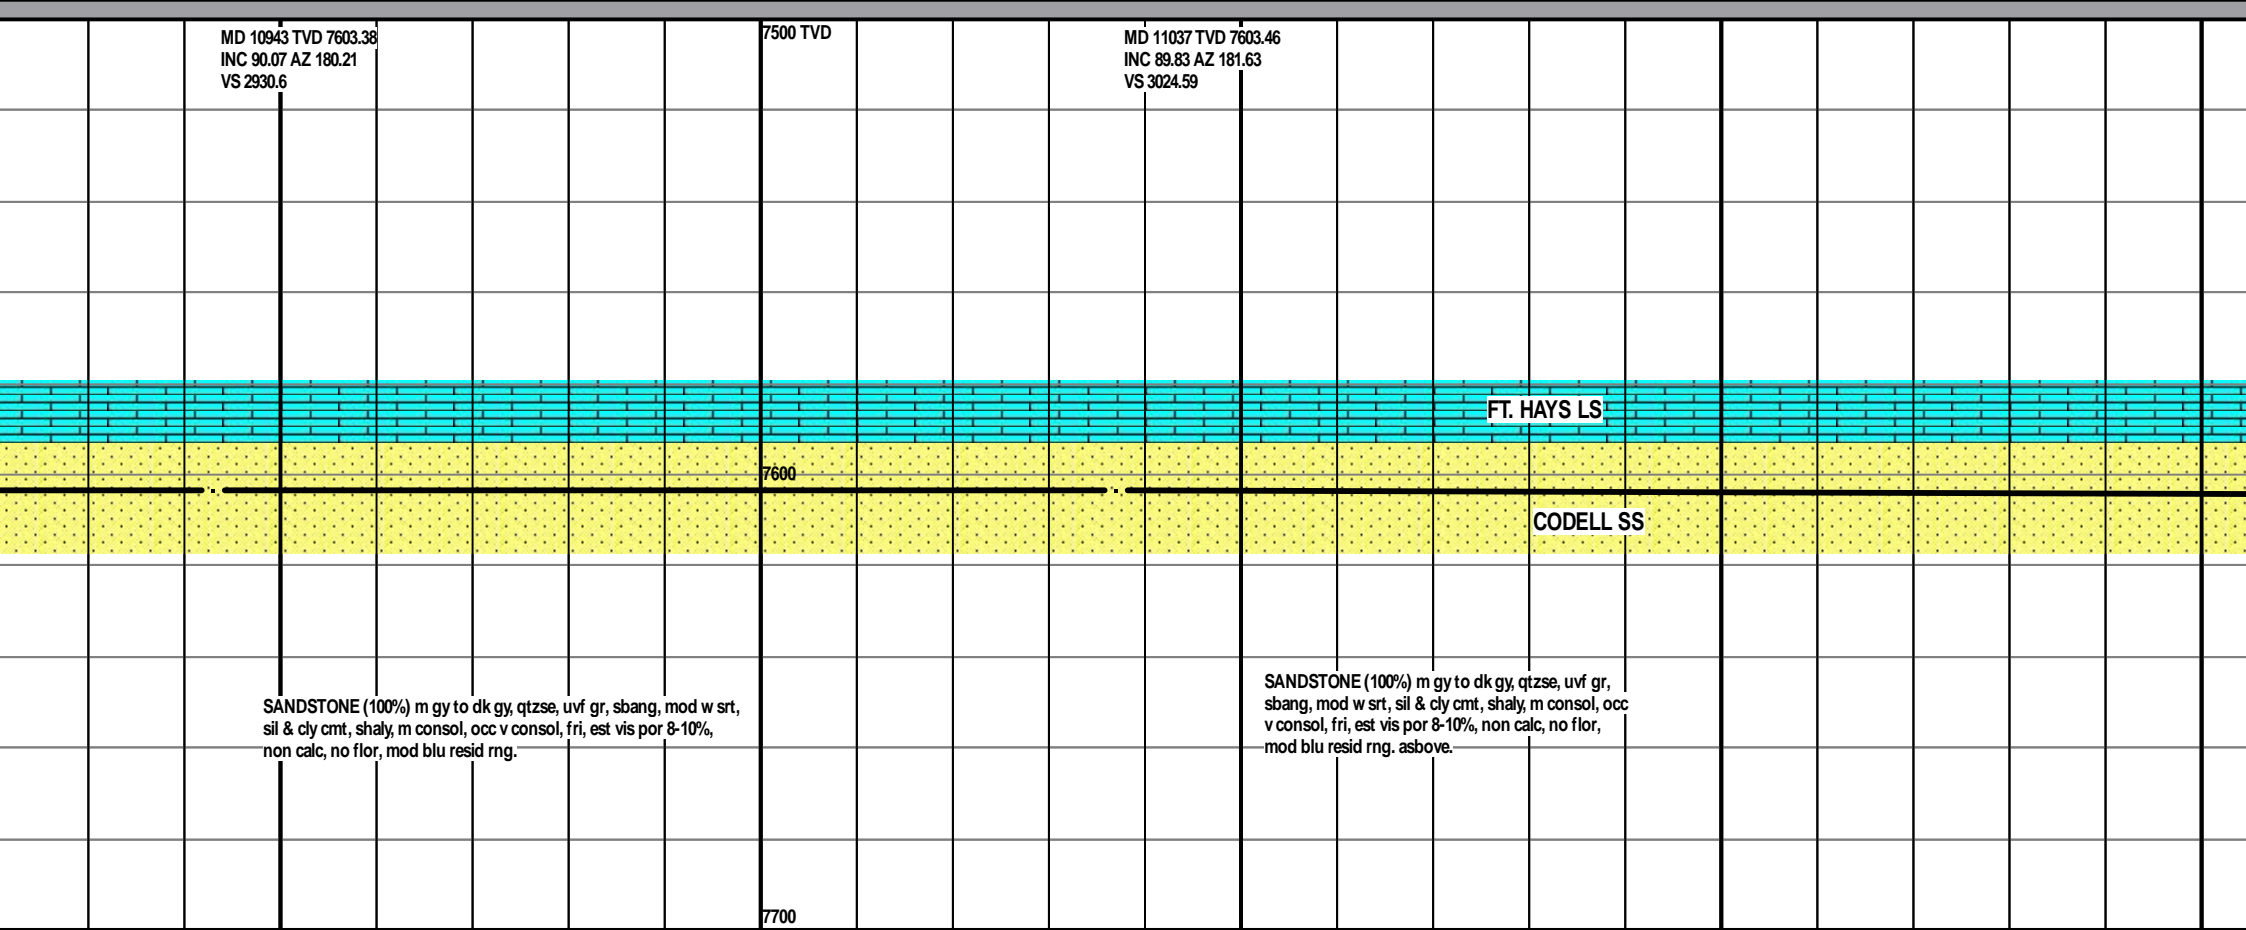 MD 10943 TVD 7603.38
INC 90.07 AZ 180.21
VS 2930.6
7500 TVD
MD 11037 TVD 7603.46
INC 89.83 AZ 181.63
VS 3024.59
FT. HAYS LS
7600
CODELL SS
SANDSTONE (100%) m gy to dk gy, qtzse, uvf gr, sbang, mod w srt,
sil & cly cmt, shaly, m consol, occ v consol, fri, est vis por 8-10%,
non calc, no flor, mod blu resid rng.
SANDSTONE (100%) m gy to dk gy, qtzse, uvf gr,
sbang, mod w srt, sil & cly cmt, shaly, m consol, occ
v consol, fri, est vis por 8-10%, non calc, no flor,
mod blu resid rng. asbove.
7700